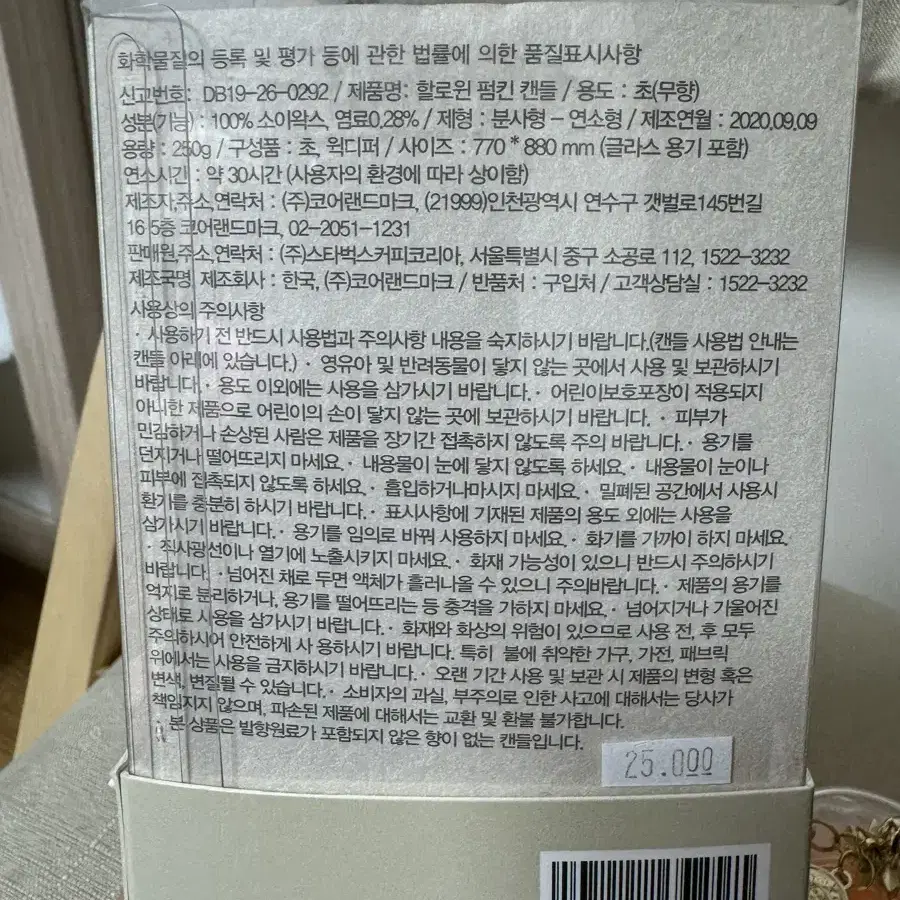 화학물질의 등록 및 평가 등에 관한 법률에 의한 품질표시사항
신고번호: DB19-26-0292 / 제품명: 할로윈 펌킨 캔들 / 용도 : 초(무향)
성분(기능) : 100% 소이왁스, 염료0.28% / 제형 : 분사형 - 연소형 / 제조연월 : 2020.09.09
용량 : 250g / 구성품 : 초, 윅디퍼 / 사이즈 : 770 * 880 mm (글라스 용기 포함)
연소시간 : 약 30시간 (사용자의 환경에 따라 상이함)
제조자,주소,연락처 : (주)코어랜드마크, (21999)인천광역시 연수구 갯벌로145번길
16 5층 코어랜드마크, 02-2051-1231
판매원,주소,연락처 : (주)스타벅스커피코리아, 서울특별시 중구 소공로 112, 1522-3232
제조국명, 제조회사 : 한국, (주)코어랜드마크 / 반품처 : 구입처 / 고객상담실 : 1522-3232
사용상의 주의사항
· 사용하기 전 반드시 사용법과 주의사항 내용을 숙지하시기 바랍니다.(캔들 사용법 안내는
캔들 아래에 있습니다.) · 영유아 및 반려동물이 닿지 않는 곳에서 사용 및 보관하시기
바랍니다. · 용도 이외에는 사용을 삼가시기 바랍니다. · 어린이보호포장이 적용되지
아니한 제품으로 어린이의 손이 닿지 않는 곳에 보관하시기 바랍니다. · 피부가
민감하거나 손상된 사람은 제품을 장기간 접촉하지 않도록 주의 바랍니다. · 용기를
던지거나 떨어뜨리지 마세요. · 내용물이 눈에 닿지 않도록 하세요. · 내용물이 눈이나
피부에 접촉되지 않도록 하세요. · 흡입하거나마시지 마세요. · 밀폐된 공간에서 사용시
환기를 충분히 하시기 바랍니다. · 표시사항에 기재된 제품의 용도 외에는 사용을
삼가시기 바랍니다. · 용기를 임의로 바꿔 사용하지 마세요. · 화기를 가까이 하지 마세요.
· 직사광선이나 열기에 노출시키지 마세요. · 화재 가능성이 있으니 반드시 주의하시기
바랍니다. · 넘어진 채로 두면 액체가 흘러나올 수 있으니 주의바랍니다. · 제품의 용기를
억지로 분리하거나, 용기를 떨어뜨리는 등 충격을 가하지 마세요. · 넘어지거나 기울어진
상태로 사용을 삼가시기 바랍니다. · 화재와 화상의 위험이 있으므로 사용 전, 후 모두
주의하시어 안전하게 사 용하시기 바랍니다. 특히 불에 취약한 가구, 가전, 패브릭
위에서는 사용을 금지하시기 바랍니다. · 오랜 기간 사용 및 보관 시 제품의 변형 혹은
변색, 변질될 수 있습니다. · 소비자의 과실, 부주의로 인한 사고에 대해서는 당사가
책임지지 않으며, 파손된 제품에 대해서는 교환 및 환불 불가합니다.
· 본 상품은 발향원료가 포함되지 않은 향이 없는 캔들입니다.
25.000